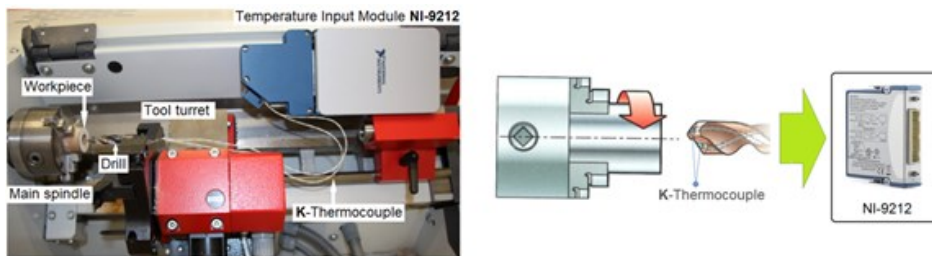 Temperature Input Module NI-9212
Workpiece
Tool turret
Drill
Main spindle
K-Thermocouple
K-Thermocouple
NI-9212